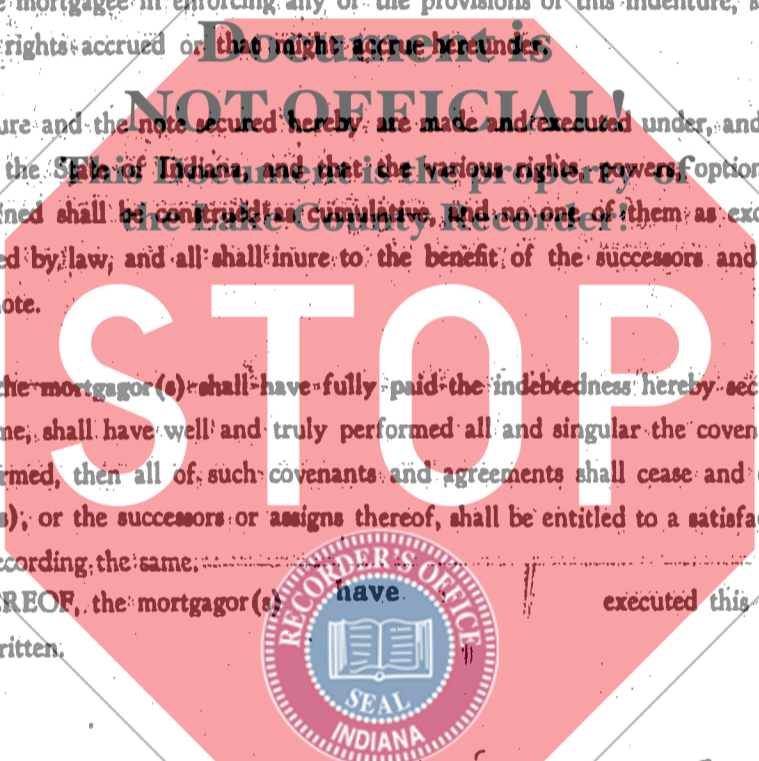 mortgagee in enforcing any of the provisions of this indenture, s
rights accrued or that might accrue hereunder.
Document is
NOT OFFICIAL!
ure and the note secured hereby are made and executed under, and
the State of Indiana, and that the various rights, powers, option
This Document is the property of
ined shall be construed as cumulative, and no one of them as exc
the Lake County Recorder!
ed by law; and all shall inure to the benefit of the successors and
ote.
STOP
he mortgagor(s) shall have fully paid the indebtedness hereby sec
me, shall have well and truly performed all and singular the coven
rmed, then all of such covenants and agreements shall cease and
s), or the successors or assigns thereof, shall be entitled to a satisfa
cording the same.
REOF, the mortgagor(s) have executed this
ritten.
RECORDER'S OFFICE
SEAL
INDIANA